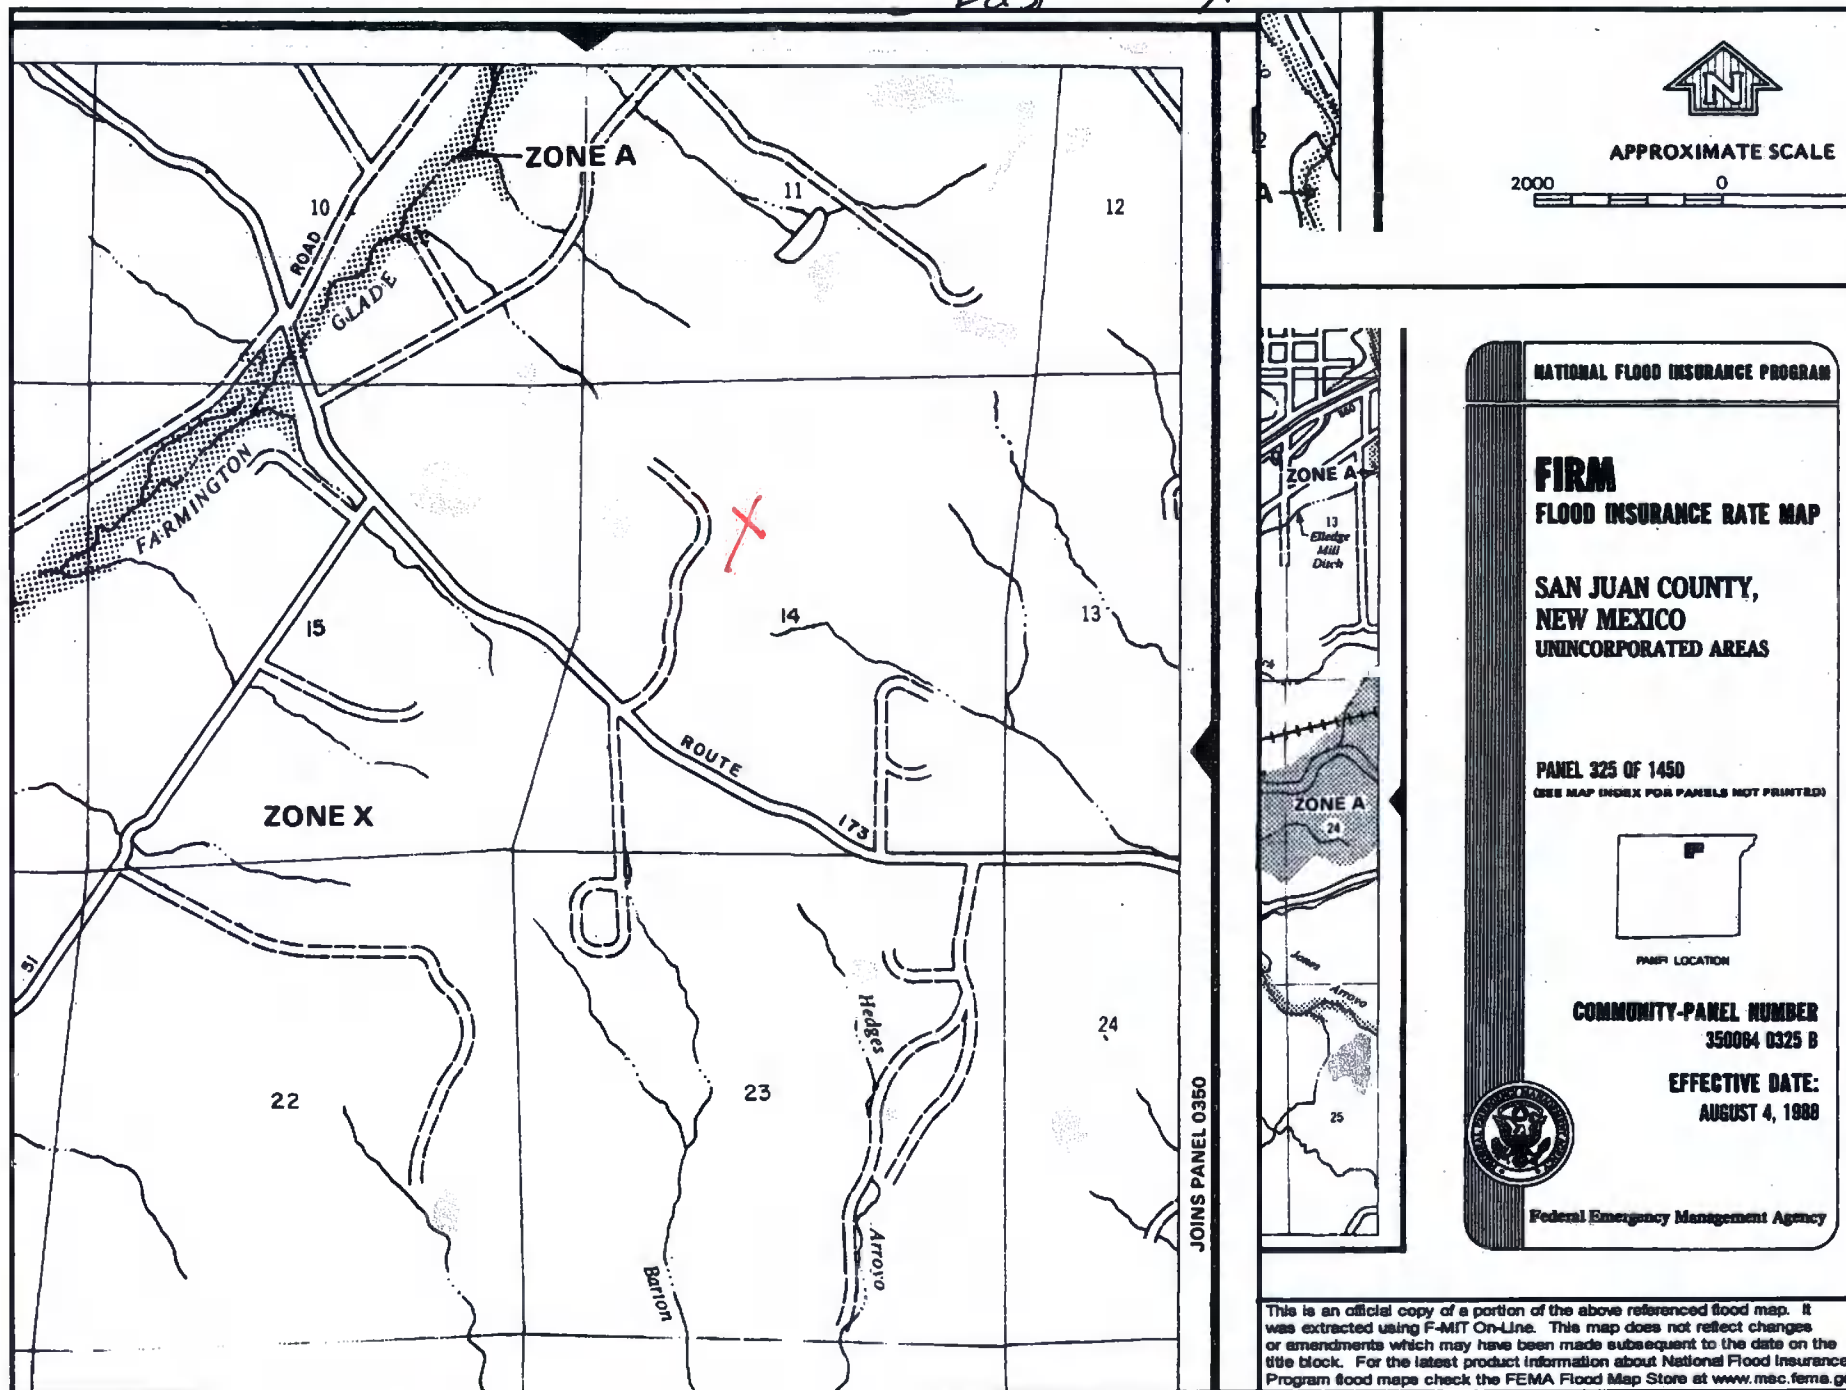 ZONE A
10
11
12
ROAD
GLADE
FARMINGTON
15
14
13
ZONE X
ROUTE
173
51
22
23
24
Hedges
Arroyo
Barton
JOINS PANEL 0350
A
ZONE A
13
Elledge
Mill
Ditch
ZONE A
24
Jones
Arroyo
25
N
APPROXIMATE SCALE
2000 0
NATIONAL FLOOD INSURANCE PROGRAM
FIRM
FLOOD INSURANCE RATE MAP
SAN JUAN COUNTY,
NEW MEXICO
UNINCORPORATED AREAS
PANEL 325 OF 1450
(SEE MAP INDEX FOR PANELS NOT PRINTED)
PANEL LOCATION
COMMUNITY-PANEL NUMBER
350064 0325 B
EFFECTIVE DATE:
AUGUST 4, 1988
Federal Emergency Management Agency
This is an official copy of a portion of the above referenced flood map. It
was extracted using F-MIT On-Line. This map does not reflect changes
or amendments which may have been made subsequent to the date on the
title block. For the latest product information about National Flood Insurance
Program flood maps check the FEMA Flood Map Store at www.msc.fema.g